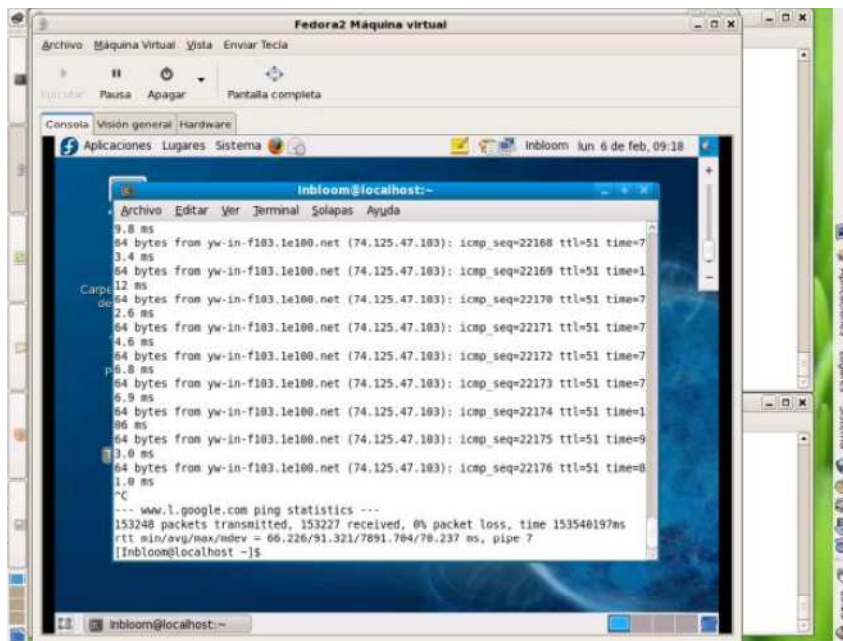 Fedora2 Máquina virtual
Archivo Máquina Virtual Vista Enviar Tecla
Pausa Apagar Pantalla completa
Consola Visión general Hardware
Aplicaciones Lugares Sistema Inbloom lun 6 de feb, 09:18
Inbloom@localhost:~
Archivo Editar Ver Terminal Solapas Ayuda
9.8 ms
64 bytes from yw-in-f103.1e100.net (74.125.47.103): icmp_seq=22168 ttl=51 time=7
3.4 ms
64 bytes from yw-in-f103.1e100.net (74.125.47.103): icmp_seq=22169 ttl=51 time=1
12 ms
64 bytes from yw-in-f103.1e100.net (74.125.47.103): icmp_seq=22170 ttl=51 time=7
2.6 ms
64 bytes from yw-in-f103.1e100.net (74.125.47.103): icmp_seq=22171 ttl=51 time=7
4.6 ms
64 bytes from yw-in-f103.1e100.net (74.125.47.103): icmp_seq=22172 ttl=51 time=7
6.8 ms
64 bytes from yw-in-f103.1e100.net (74.125.47.103): icmp_seq=22173 ttl=51 time=7
6.9 ms
64 bytes from yw-in-f103.1e100.net (74.125.47.103): icmp_seq=22174 ttl=51 time=1
06 ms
64 bytes from yw-in-f103.1e100.net (74.125.47.103): icmp_seq=22175 ttl=51 time=9
3.0 ms
64 bytes from yw-in-f103.1e100.net (74.125.47.103): icmp_seq=22176 ttl=51 time=8
1.0 ms
^C
--- www.l.google.com ping statistics ---
153248 packets transmitted, 153227 received, 0% packet loss, time 153540197ms
rtt min/avg/max/mdev = 66.226/91.321/7891.704/70.237 ms, pipe 7
[Inbloom@localhost ~]$
Carpe
de
Inbloom@localhost:~